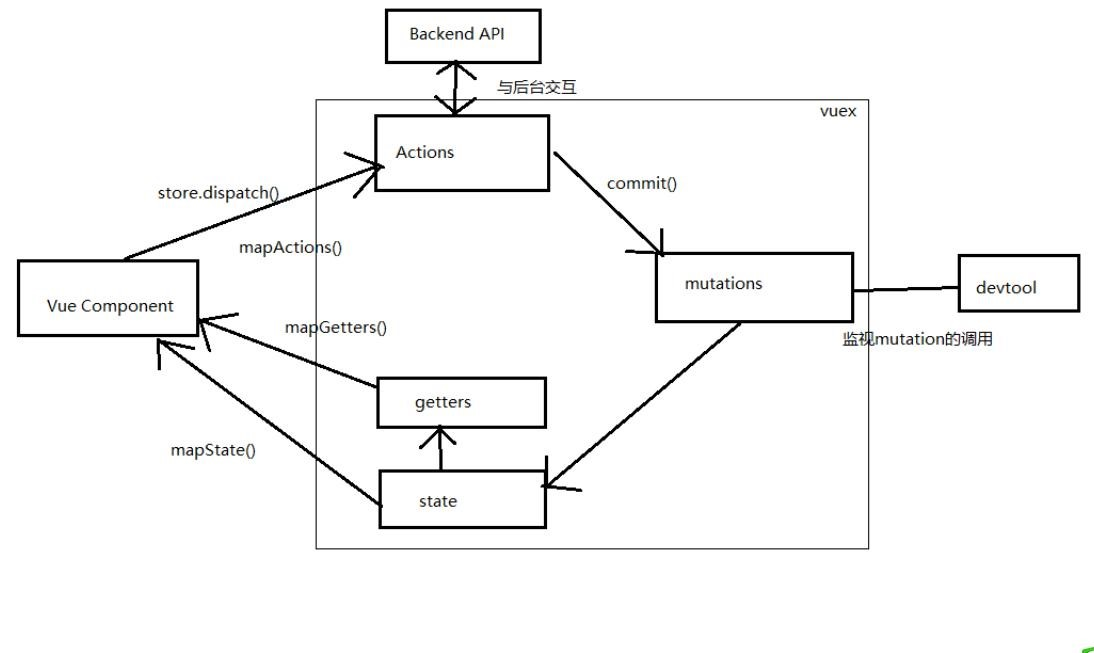 Backend API
与后台交互
vuex
Actions
store.dispatch()
commit()
mapActions()
Vue Component
mutations
devtool
mapGetters()
监视mutation的调用
getters
mapState()
state